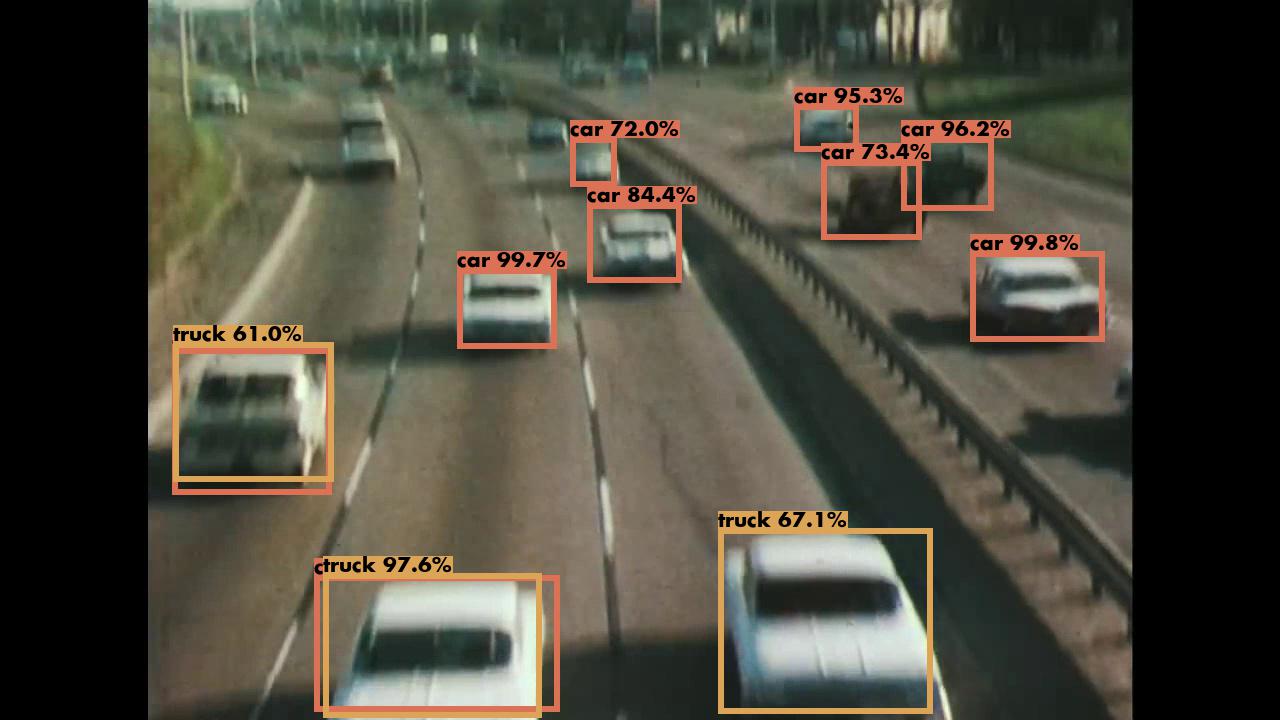 car 95.3%
car 72.0%
car 96.2%
car 73.4%
car 84.4%
car 99.8%
car 99.7%
truck 61.0%
truck 67.1%
truck 97.6%